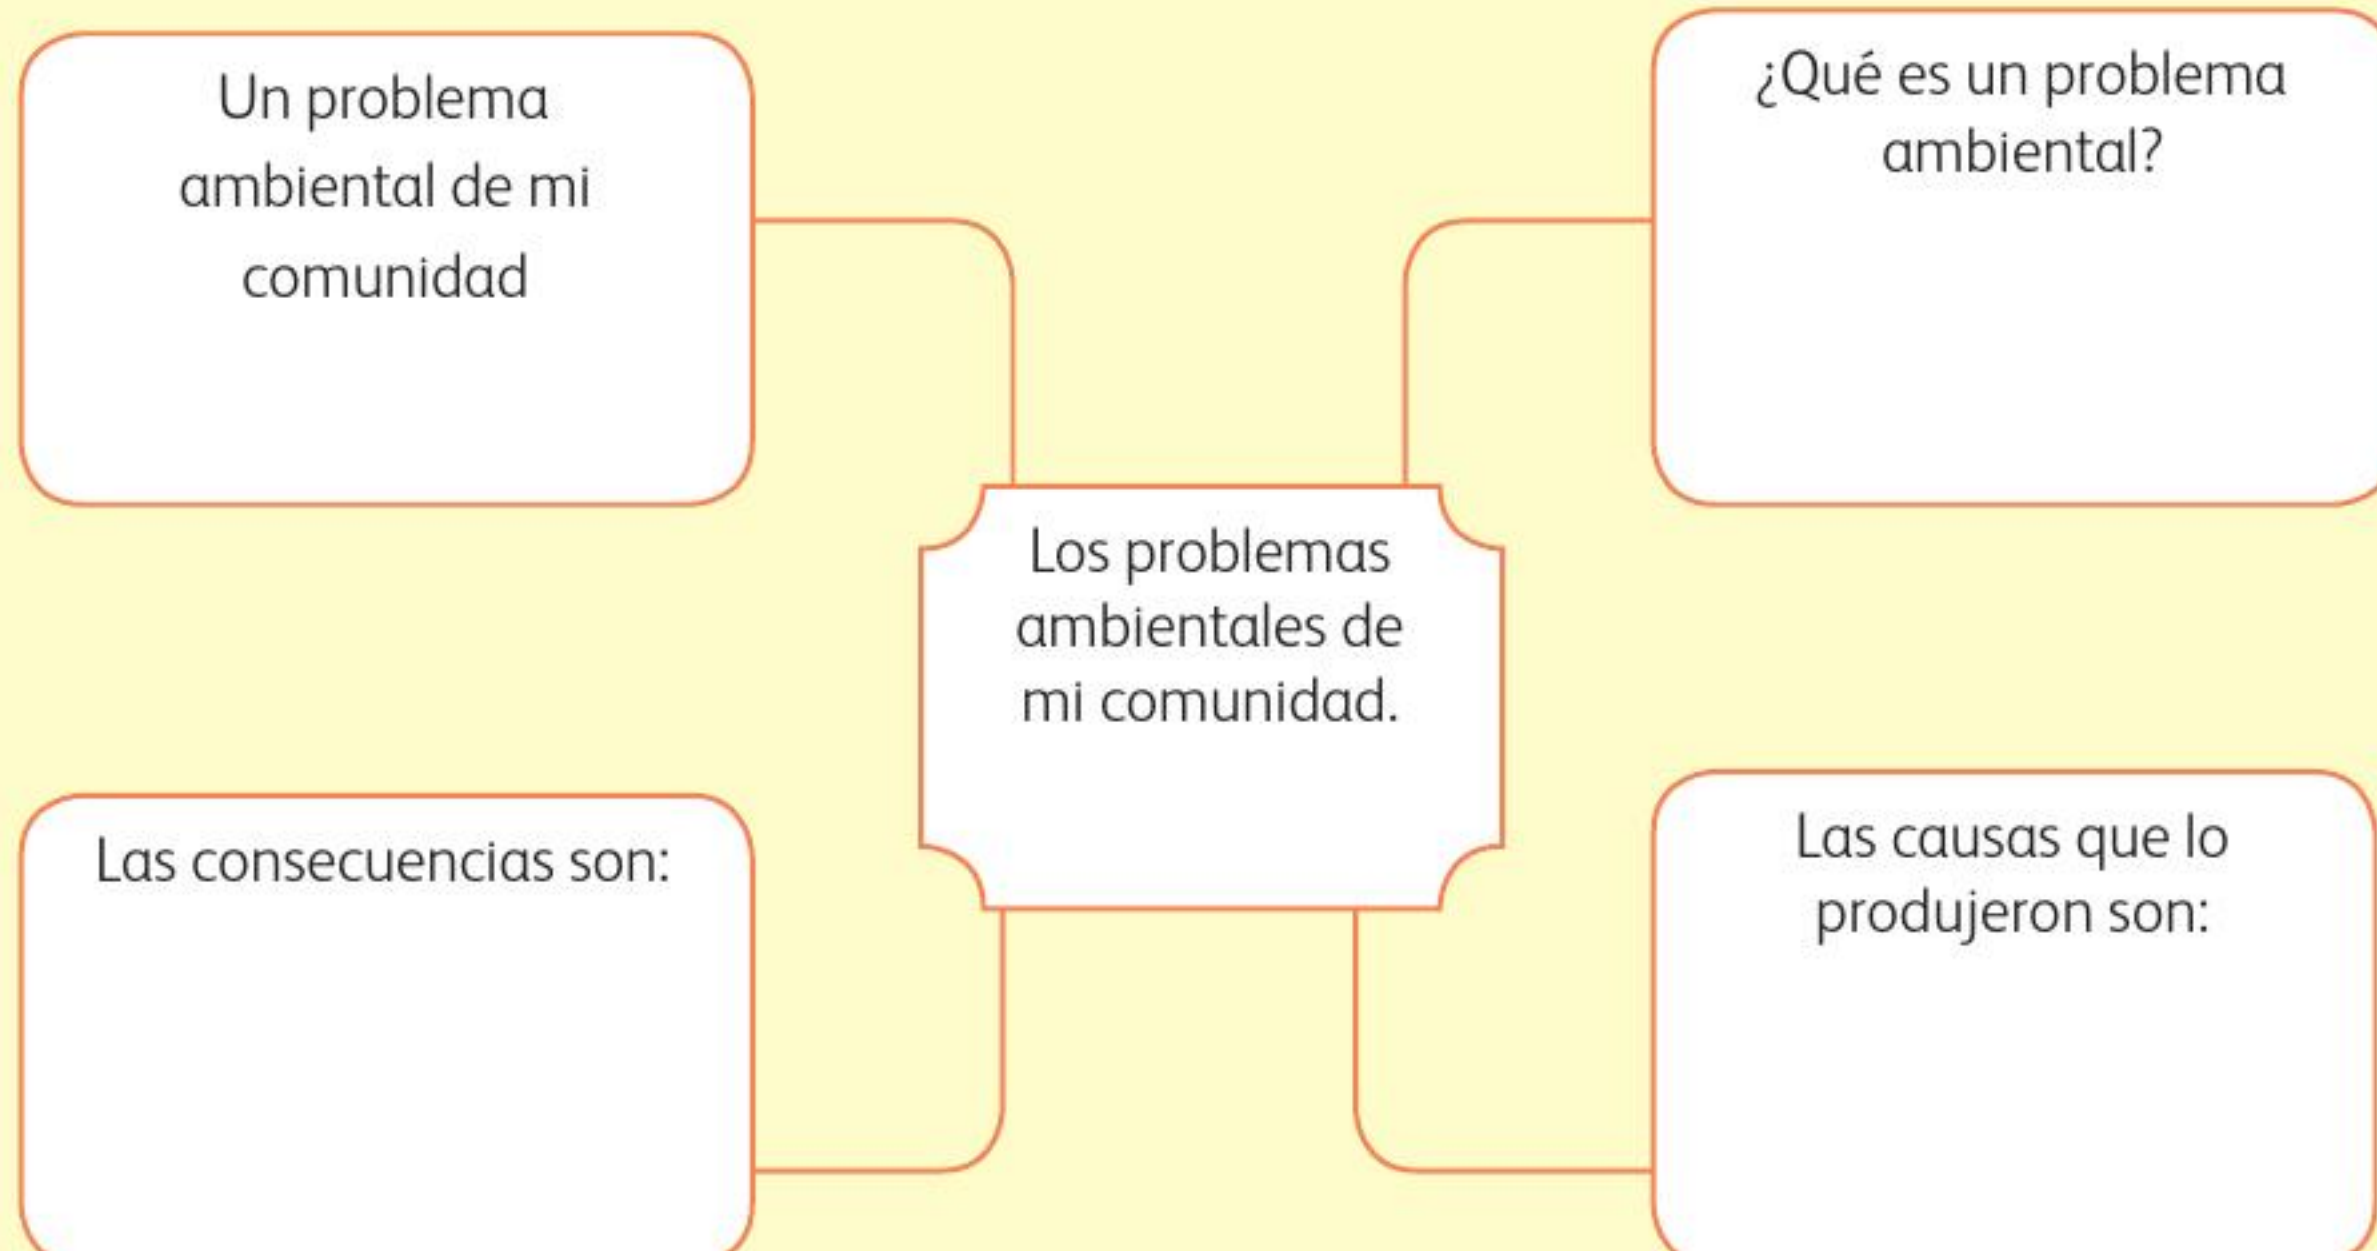 Un problema
ambiental de mi
comunidad
¿Qué es un problema
ambiental?
Los problemas
ambientales de
mi comunidad.
Las consecuencias son:
Las causas que lo
produjeron son: